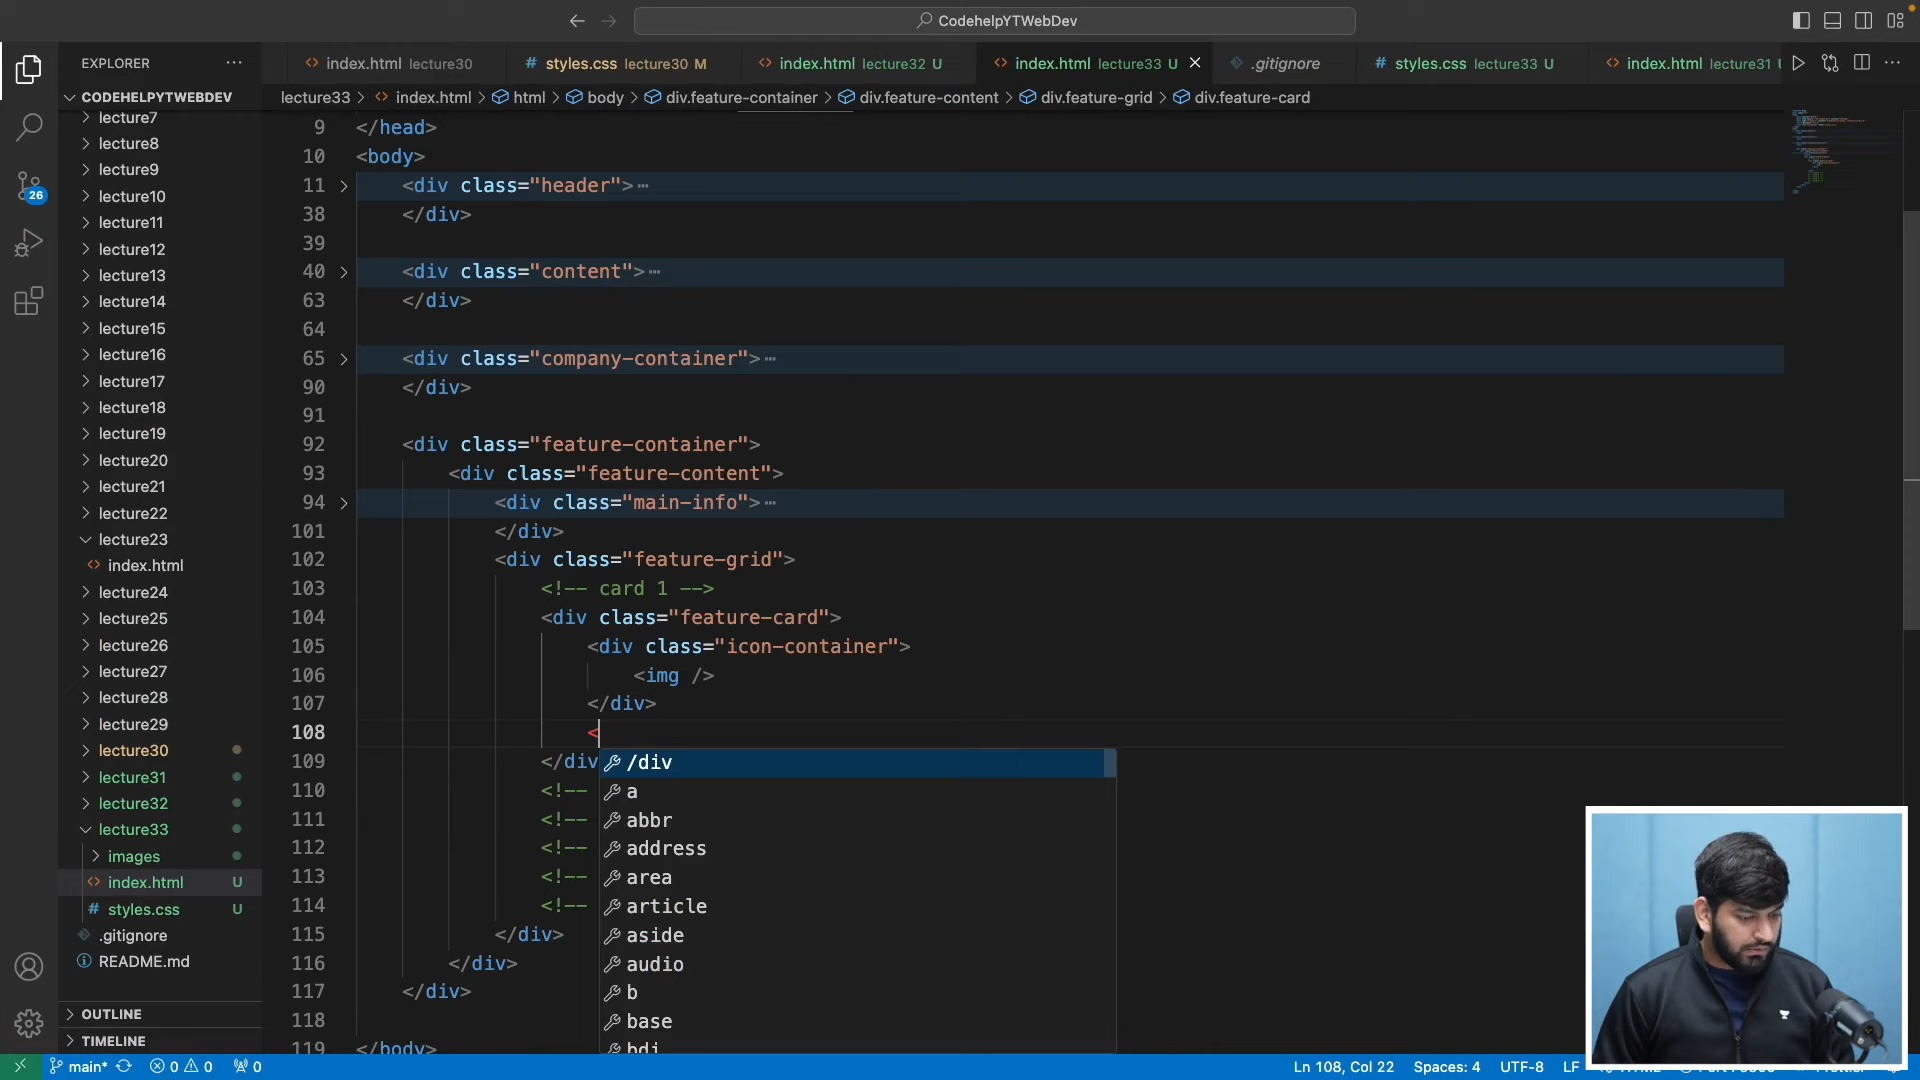 CodehelpYTWebDev
EXPLORER
index.html lecture30
styles.css lecture30 M
index.html lecture32 U
index.html lecture33 U
.gitignore
styles.css lecture33 U
index.html lecture31
CODEHELPYTWEBDEV
lecture33 > index.html > html > body > div.feature-container > div.feature-content > div.feature-grid > div.feature-card
lecture7
lecture8
lecture9
lecture10
lecture11
lecture12
lecture13
lecture14
lecture15
lecture16
lecture17
lecture18
lecture19
lecture20
lecture21
lecture22
lecture23
index.html
lecture24
lecture25
lecture26
lecture27
lecture28
lecture29
lecture30
lecture31
lecture32
lecture33
images
index.html U
styles.css U
.gitignore
README.md
OUTLINE
TIMELINE
26
9 </head>
10 <body>
11 <div class="header">⋯
38 </div>
39
40 <div class="content">⋯
63 </div>
64
65 <div class="company-container">⋯
90 </div>
91
92 <div class="feature-container">
93 <div class="feature-content">
94 <div class="main-info">⋯
101 </div>
102 <div class="feature-grid">
103 <!-- card 1 -->
104 <div class="feature-card">
105 <div class="icon-container">
106 <img />
107 </div>
108 <
109 </div
110 <!--
111 <!--
112 <!--
113 <!--
114 <!--
115 </div>
116 </div>
117 </div>
118
119 </body>
/div
a
abbr
address
area
article
aside
audio
b
base
bdi
main* 0 0 0
Ln 108, Col 22 Spaces: 4 UTF-8 LF